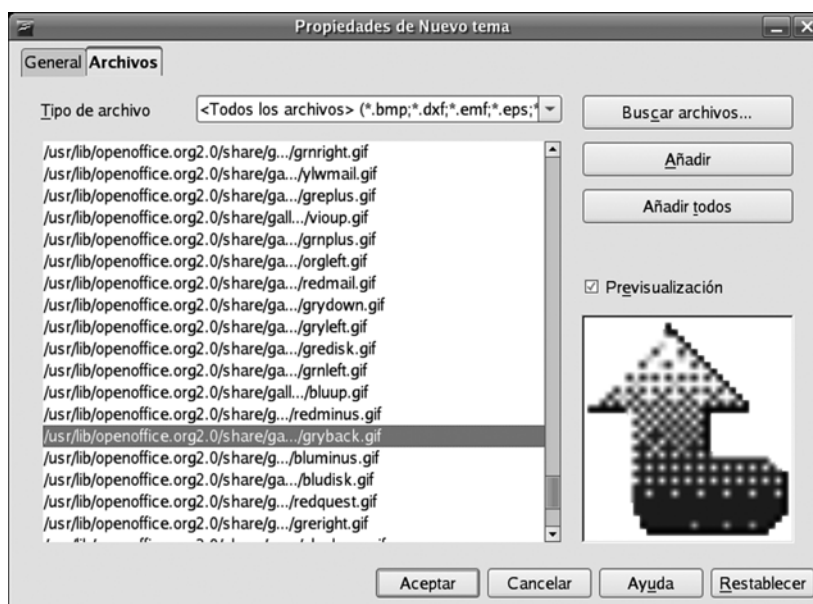 Propiedades de Nuevo tema
General Archivos
Tipo de archivo <Todos los archivos> (*.bmp;*.dxf;*.emf;*.eps;* Buscar archivos...
/usr/lib/openoffice.org2.0/share/g.../grnright.gif
/usr/lib/openoffice.org2.0/share/ga.../ylwmail.gif
Añadir
/usr/lib/openoffice.org2.0/share/ga.../greplus.gif
/usr/lib/openoffice.org2.0/share/gall.../vioup.gif
Añadir todos
/usr/lib/openoffice.org2.0/share/ga.../grnplus.gif
/usr/lib/openoffice.org2.0/share/ga.../orgleft.gif
/usr/lib/openoffice.org2.0/share/ga.../redmail.gif
Previsualización
/usr/lib/openoffice.org2.0/share/ga.../grydown.gif
/usr/lib/openoffice.org2.0/share/ga.../gryleft.gif
/usr/lib/openoffice.org2.0/share/ga.../gredisk.gif
/usr/lib/openoffice.org2.0/share/ga.../grnleft.gif
/usr/lib/openoffice.org2.0/share/gall.../bluup.gif
/usr/lib/openoffice.org2.0/share/g.../redminus.gif
/usr/lib/openoffice.org2.0/share/ga.../gryback.gif
/usr/lib/openoffice.org2.0/share/g.../bluminus.gif
/usr/lib/openoffice.org2.0/share/ga.../bludisk.gif
/usr/lib/openoffice.org2.0/share/g.../redquest.gif
/usr/lib/openoffice.org2.0/share/g.../greright.gif
Aceptar Cancelar Ayuda Restablecer